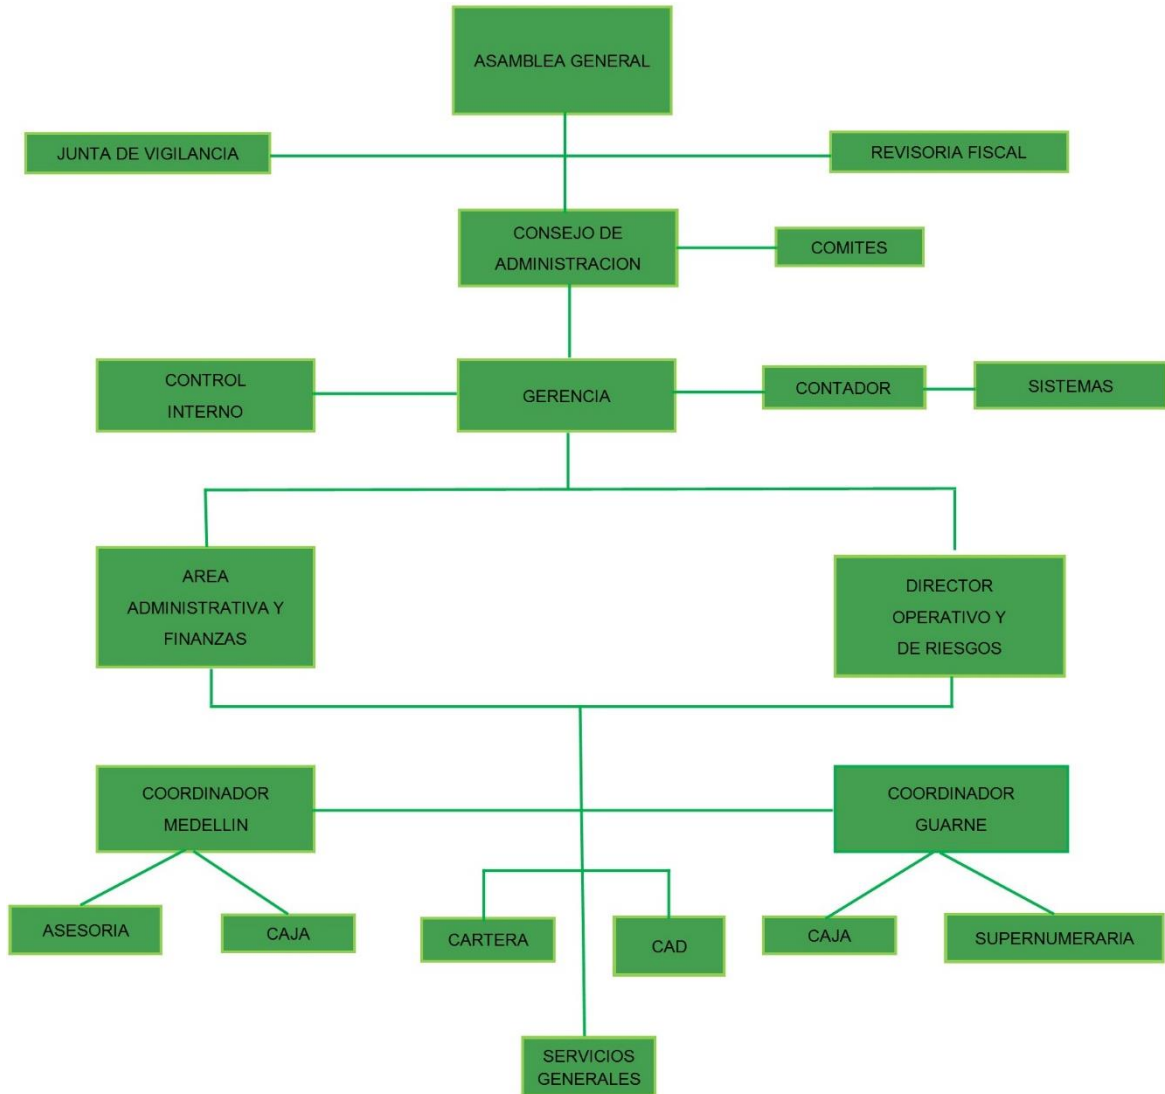 ASAMBLEA GENERAL
JUNTA DE VIGILANCIA
REVISORIA FISCAL
CONSEJO DE
ADMINISTRACION
COMITES
CONTROL
INTERNO
GERENCIA
CONTADOR
SISTEMAS
AREA
ADMINISTRATIVA Y
FINANZAS
DIRECTOR
OPERATIVO Y
DE RIESGOS
COORDINADOR
MEDELLIN
COORDINADOR
GUARNE
ASESORIA
CAJA
CARTERA
CAD
CAJA
SUPERNUMERARIA
SERVICIOS
GENERALES